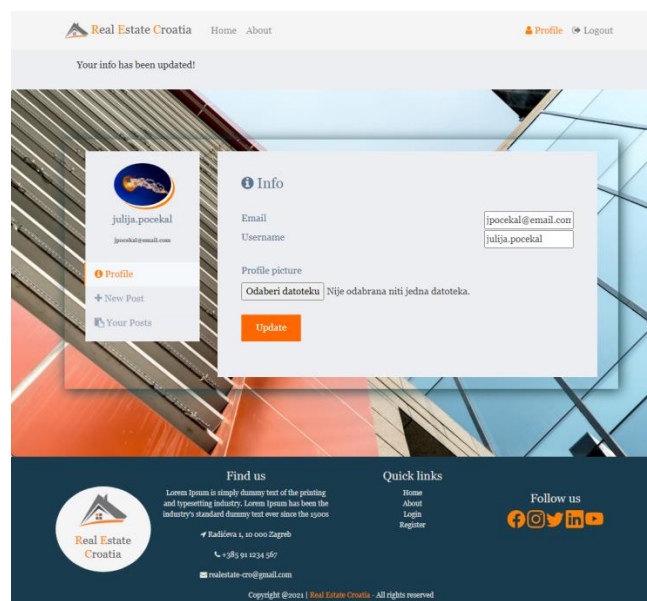 Real Estate Croatia Home About Profile Logout
Your info has been updated!
julija.pocekal
jpocekal@email.com
Profile
New Post
Your Posts
Info
Email jpocekal@email.con
Username julija.pocekal
Profile picture
Odaberi datoteku Nije odabrana niti jedna datoteka.
Update
Real Estate
Croatia
Find us
Lorem Ipsum is simply dummy text of the printing
and typesetting industry. Lorem Ipsum has been the
industry's standard dummy text ever since the 1500s
Radićeva 1, 10 000 Zagreb
+385 91 1234 567
realestate-cro@gmail.com
Quick links
Home
About
Login
Register
Follow us
Copyright @2021 | Real Estate Croatia - All rights reserved